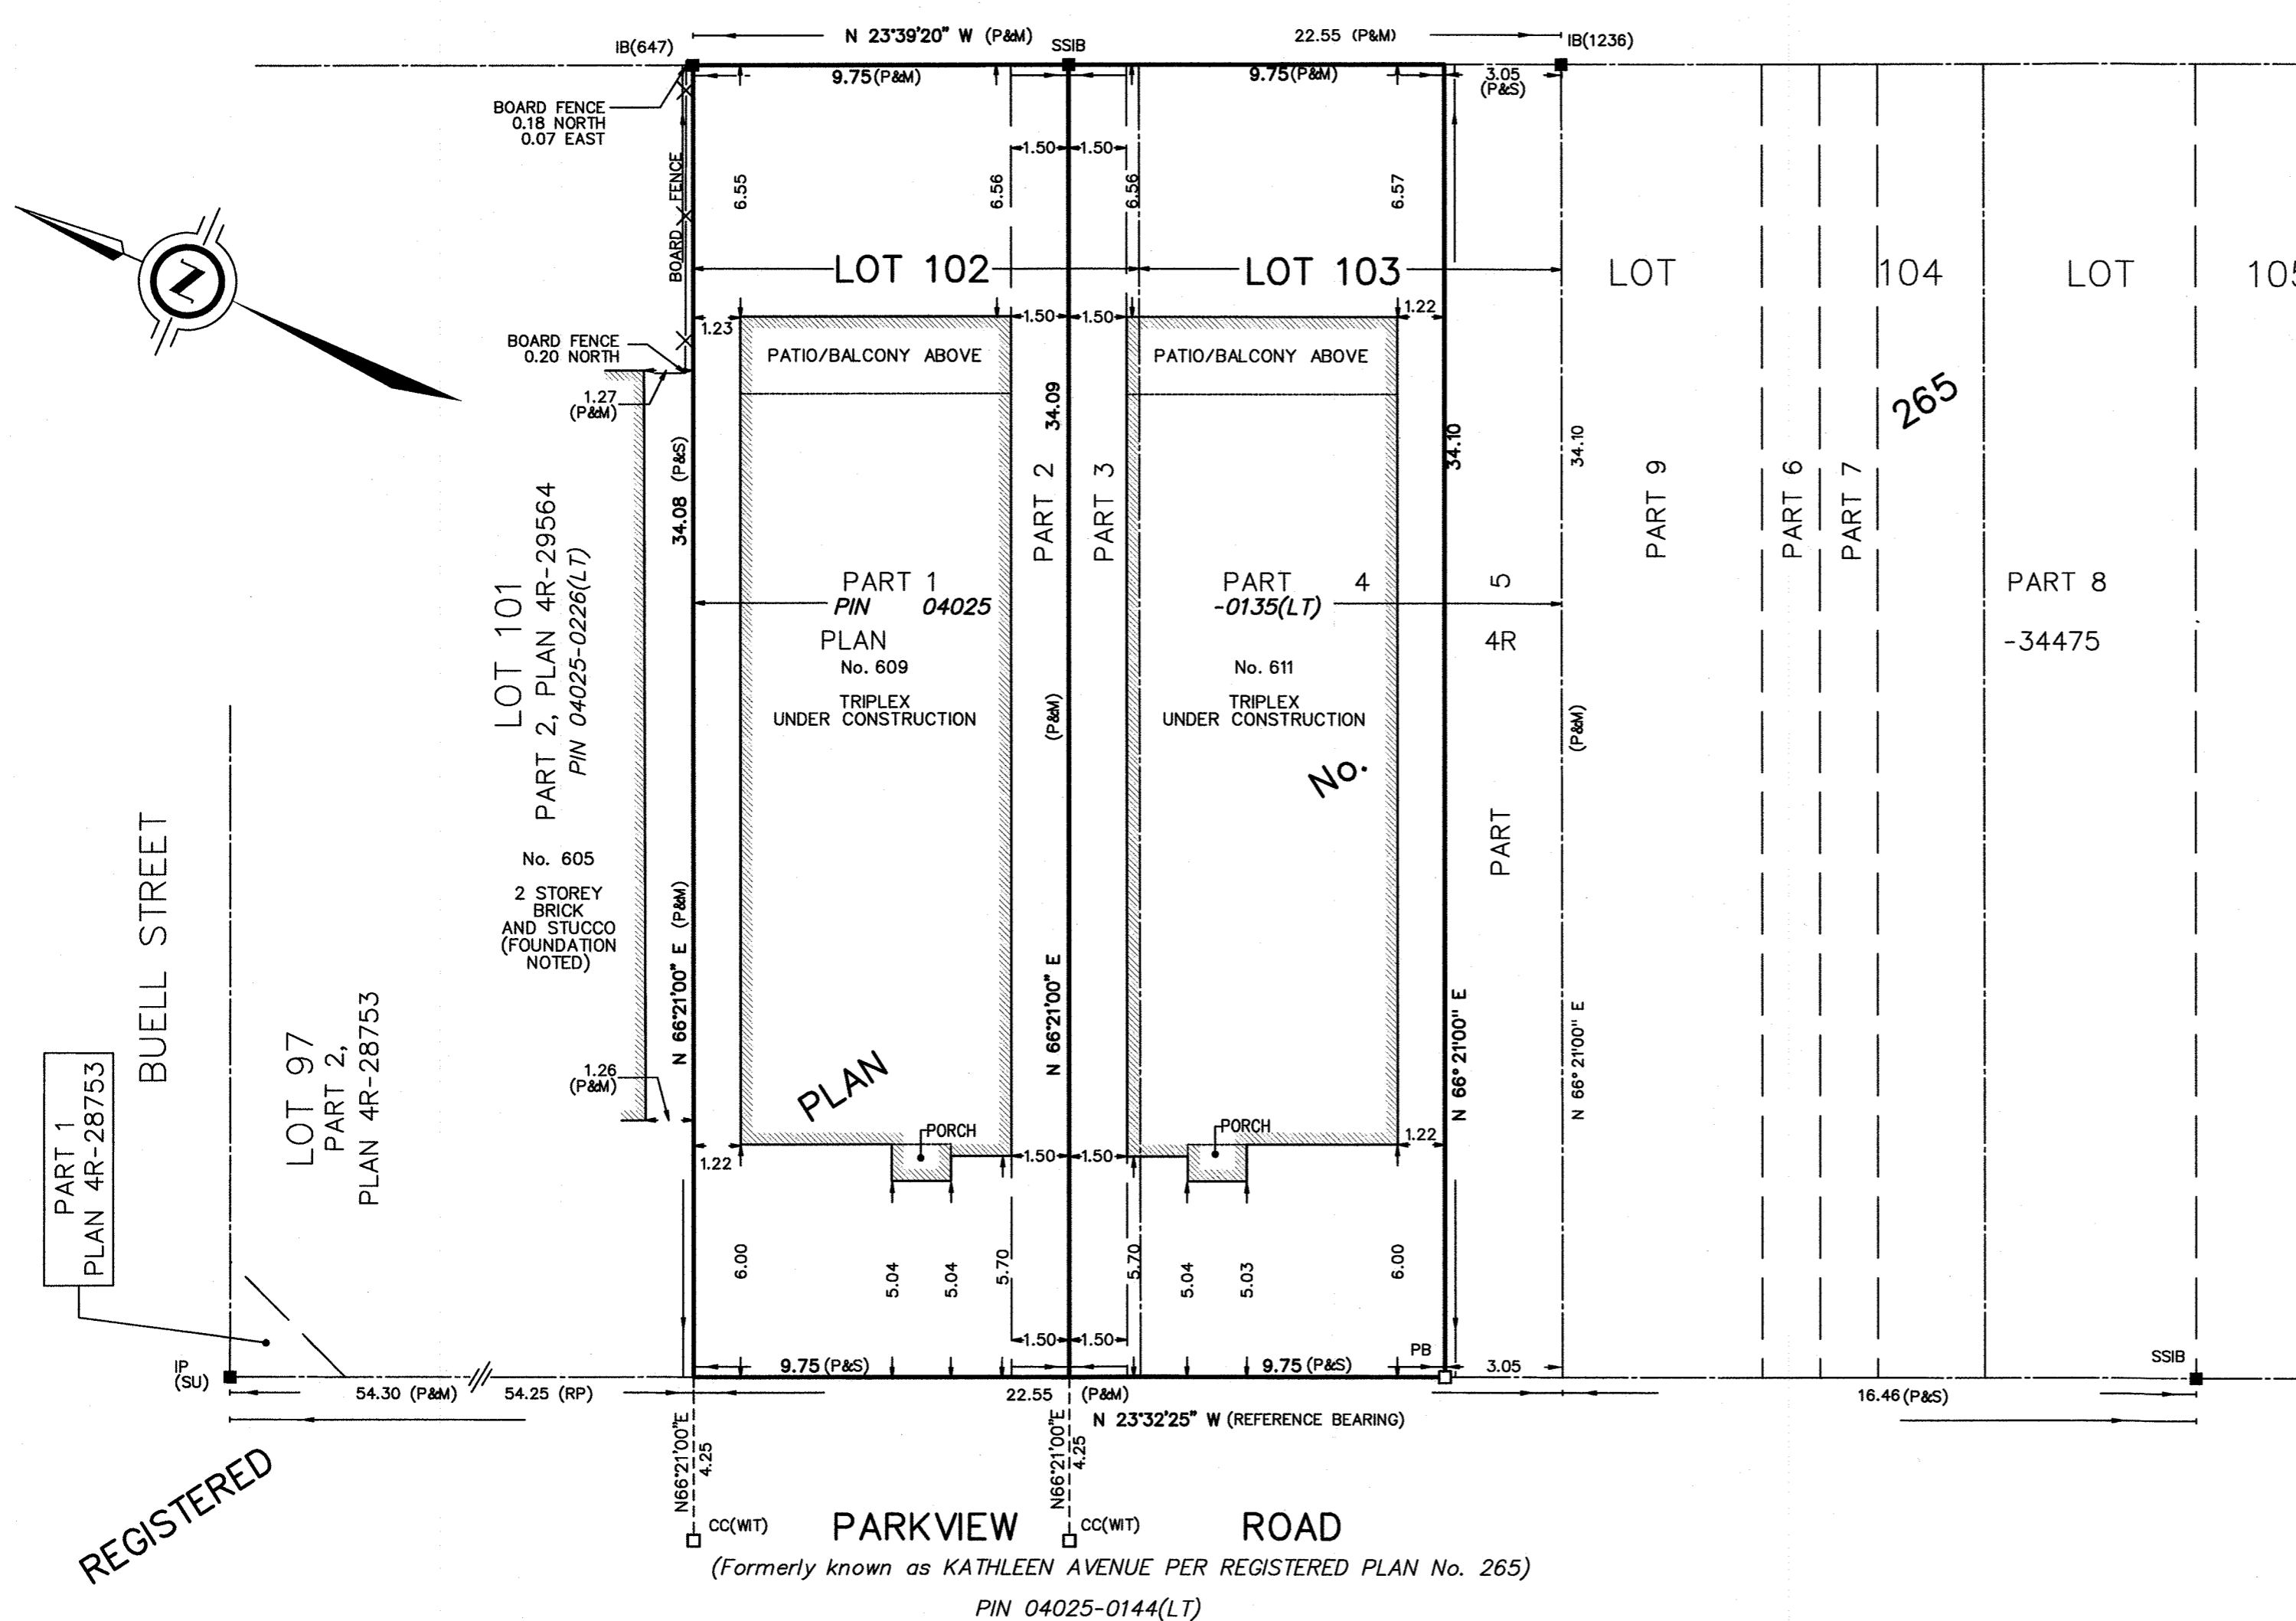 N 23°39'20" W (P&M)
22.55 (P&M)
IB(647)
SSIB
IB(1236)
9.75(P&M)
9.75(P&M)
3.05
(P&S)
BOARD FENCE
0.18 NORTH
0.07 EAST
BOARD FENCE
1.50
1.50
6.55
6.56
6.56
6.57
LOT 102
LOT 103
LOT 104
LOT 105
1.23
1.50
1.50
1.22
BOARD FENCE
0.20 NORTH
PATIO/BALCONY ABOVE
PATIO/BALCONY ABOVE
1.27
(P&M)
34.08 (P&S)
34.09
(P&M)
34.10
34.10
(P&M)
265
PART 2
PART 3
PART 9
PART 6
PART 7
LOT 101
PART 2, PLAN 4R-29564
PIN 04025-0226(LT)
PART 1
PART 4
5
PART 8
PIN 04025
-0135(LT)
PLAN
4R
-34475
No. 609
No. 611
TRIPLEX
UNDER CONSTRUCTION
TRIPLEX
UNDER CONSTRUCTION
No.
PART
No. 605
2 STOREY
BRICK
AND STUCCO
(FOUNDATION
NOTED)
BUELL STREET
N 66°21'00" E (P&M)
N 66°21'00" E
N 66°21'00" E
N 66°21'00" E
LOT 97
PART 2,
PLAN 4R-28753
PART 1
PLAN 4R-28753
1.26
(P&M)
PLAN
PORCH
PORCH
1.22
1.50
1.50
1.22
6.00
5.04
5.04
5.70
5.70
5.04
5.03
6.00
1.50
1.50
PB
IP
(SU)
9.75 (P&S)
9.75 (P&S)
3.05
SSIB
54.30 (P&M)
54.25 (RP)
22.55 (P&M)
16.46(P&S)
N 23°32'25" W (REFERENCE BEARING)
N66°21'00"E
4.25
N66°21'00"E
4.25
REGISTERED
CC(WIT)
CC(WIT)
PARKVIEW ROAD
(Formerly known as KATHLEEN AVENUE PER REGISTERED PLAN No. 265)
PIN 04025-0144(LT)